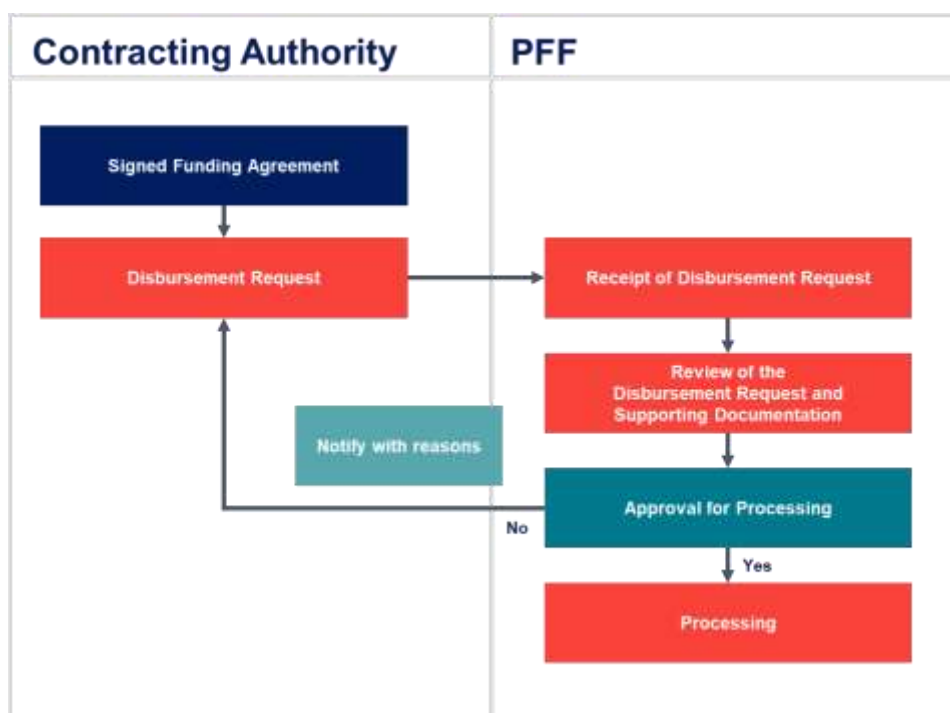 Contracting Authority
PFF
Signed Funding Agreement
Disbursement Request
Receipt of Disbursement Request
Review of the
Disbursement Request and
Supporting Documentation
Notify with reasons
Approval for Processing
No
Yes
Processing